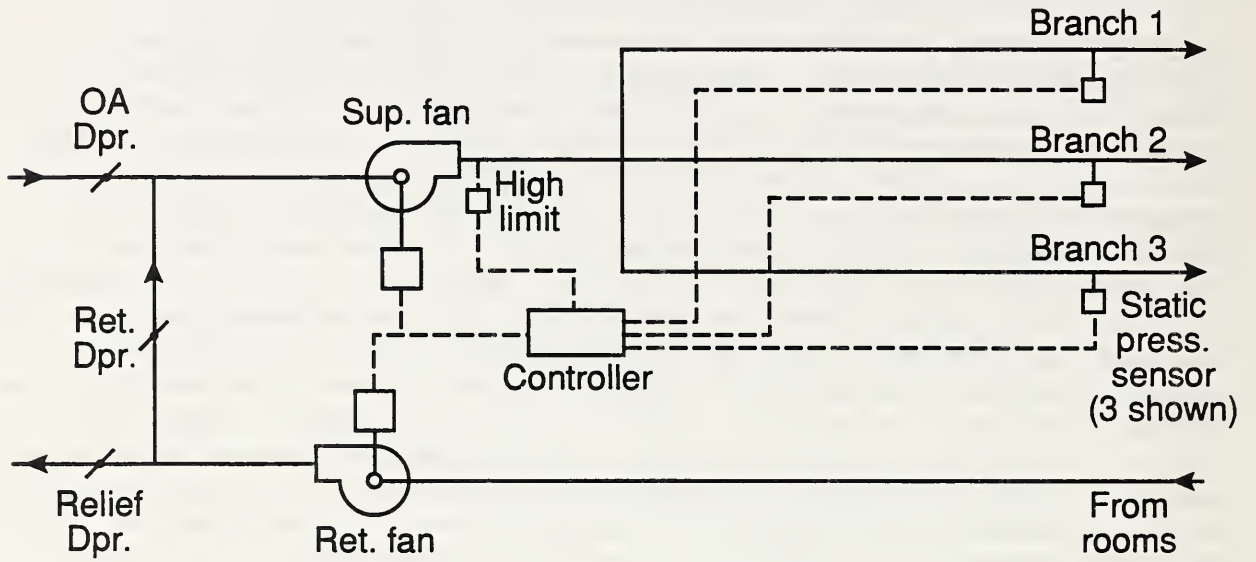 Branch 1
OA
Dpr.
Sup. fan
Branch 2
High
limit
Branch 3
Ret.
Dpr.
Static
press.
sensor
(3 shown)
Controller
Relief
Dpr.
Ret. fan
From
rooms